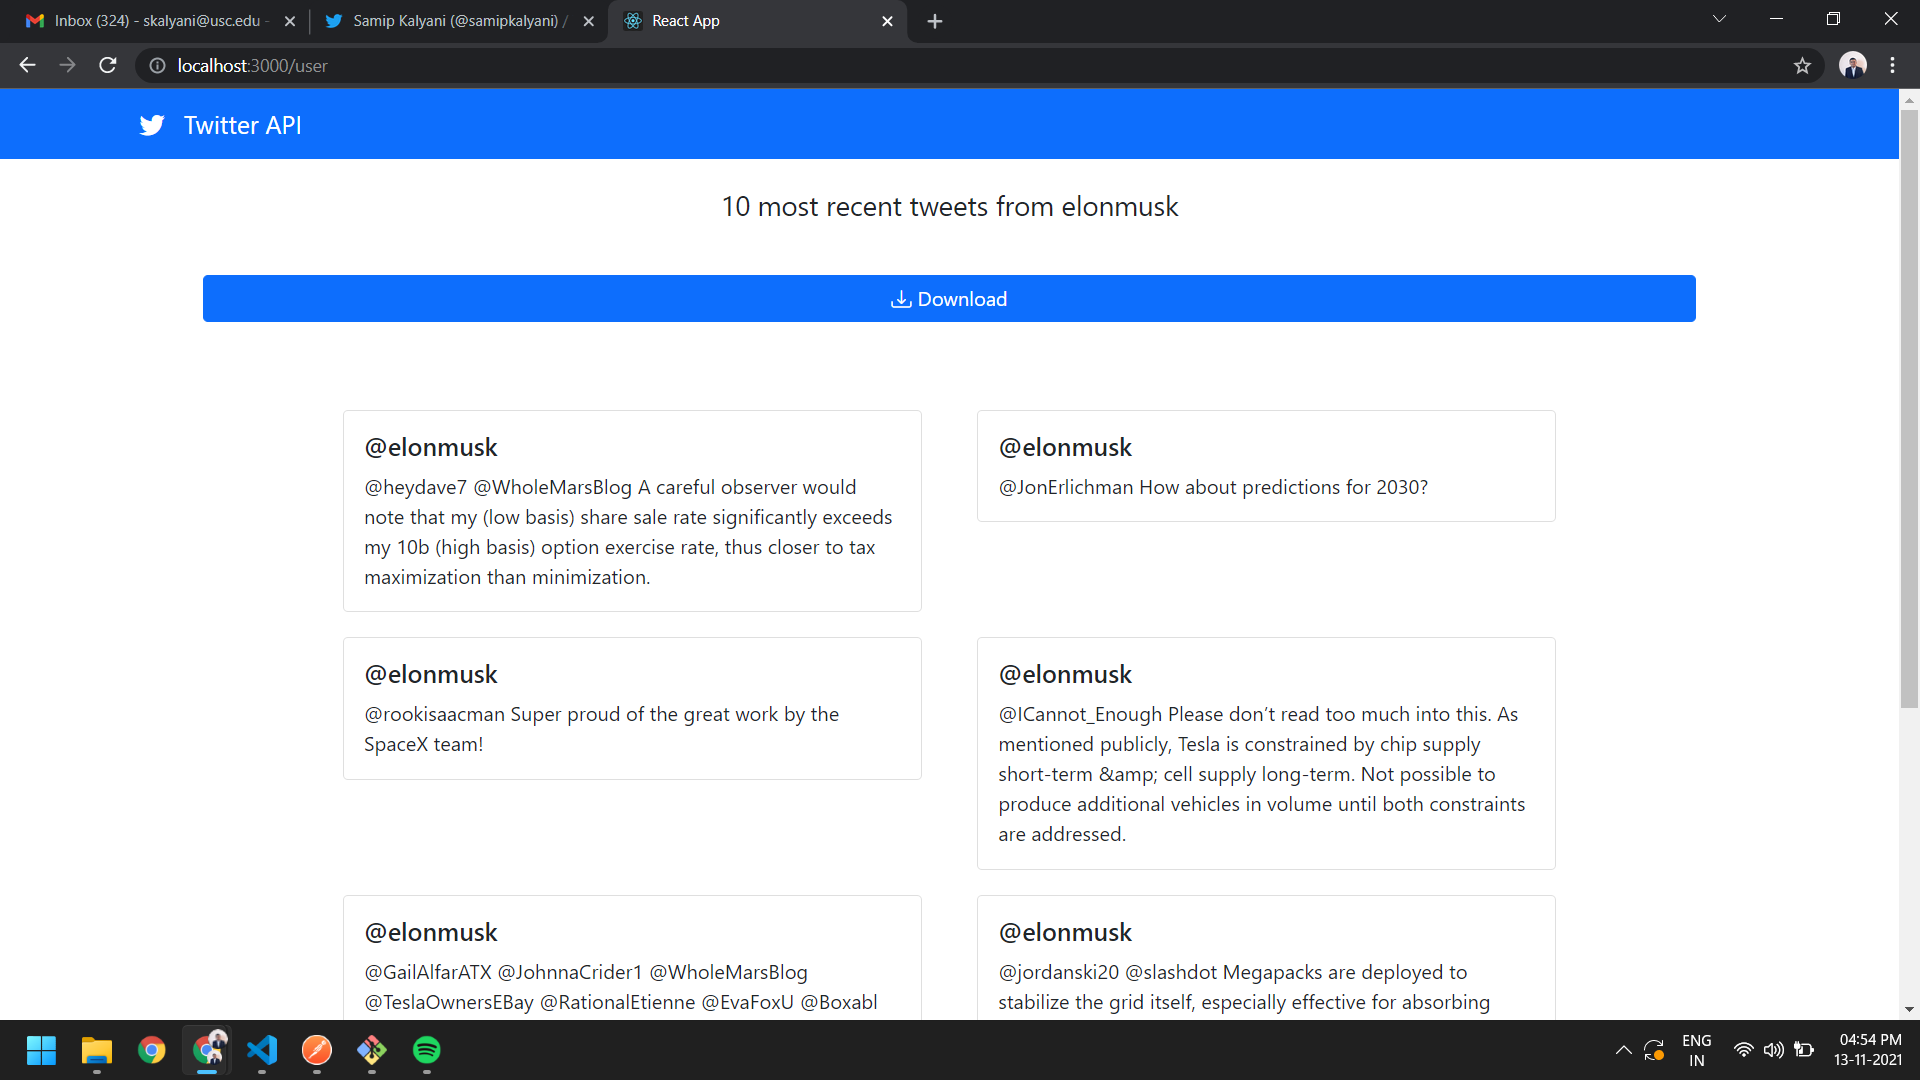 Inbox (324) - skalyani@usc.edu -
Samip Kalyani (@samipkalyani) /
React App
localhost:3000/user
Twitter API
10 most recent tweets from elonmusk
Download
@elonmusk
@heydave7 @WholeMarsBlog A careful observer would
note that my (low basis) share sale rate significantly exceeds
my 10b (high basis) option exercise rate, thus closer to tax
maximization than minimization.
@elonmusk
@JonErlichman How about predictions for 2030?
@elonmusk
@rookisaacman Super proud of the great work by the
SpaceX team!
@elonmusk
@ICannot_Enough Please don’t read too much into this. As
mentioned publicly, Tesla is constrained by chip supply
short-term &amp; cell supply long-term. Not possible to
produce additional vehicles in volume until both constraints
are addressed.
@elonmusk
@GailAlfarATX @JohnnaCrider1 @WholeMarsBlog
@TeslaOwnersEBay @RationalEtienne @EvaFoxU @Boxabl
@elonmusk
@jordanski20 @slashdot Megapacks are deployed to
stabilize the grid itself, especially effective for absorbing
ENG
IN
04:54 PM
13-11-2021